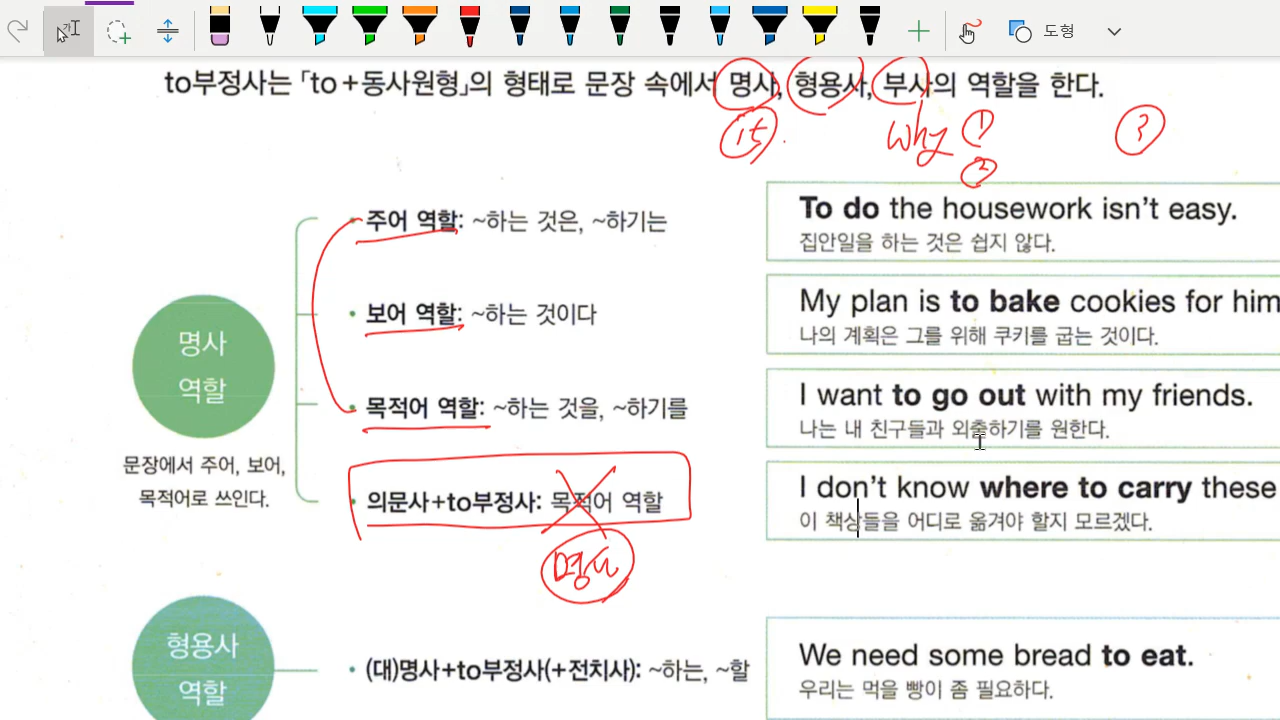 도형
to부정사는 「to+동사원형」의 형태로 문장 속에서 명사, 형용사, 부사의 역할을 한다.
it
why ①
②
③
주어 역할: ~하는 것은, ~하기는
To do the housework isn't easy.
집안일을 하는 것은 쉽지 않다.
명사
역할
문장에서 주어, 보어,
목적어로 쓰인다.
보어 역할: ~하는 것이다
My plan is to bake cookies for him
나의 계획은 그를 위해 쿠키를 굽는 것이다.
목적어 역할: ~하는 것을, ~하기를
I want to go out with my friends.
나는 내 친구들과 외출하기를 원한다.
의문사+to부정사: 목적어 역할
명사
I don't know where to carry these
이 책상들을 어디로 옮겨야 할지 모르겠다.
형용사
역할
(대)명사+to부정사(+전치사): ~하는, ~할
We need some bread to eat.
우리는 먹을 빵이 좀 필요하다.